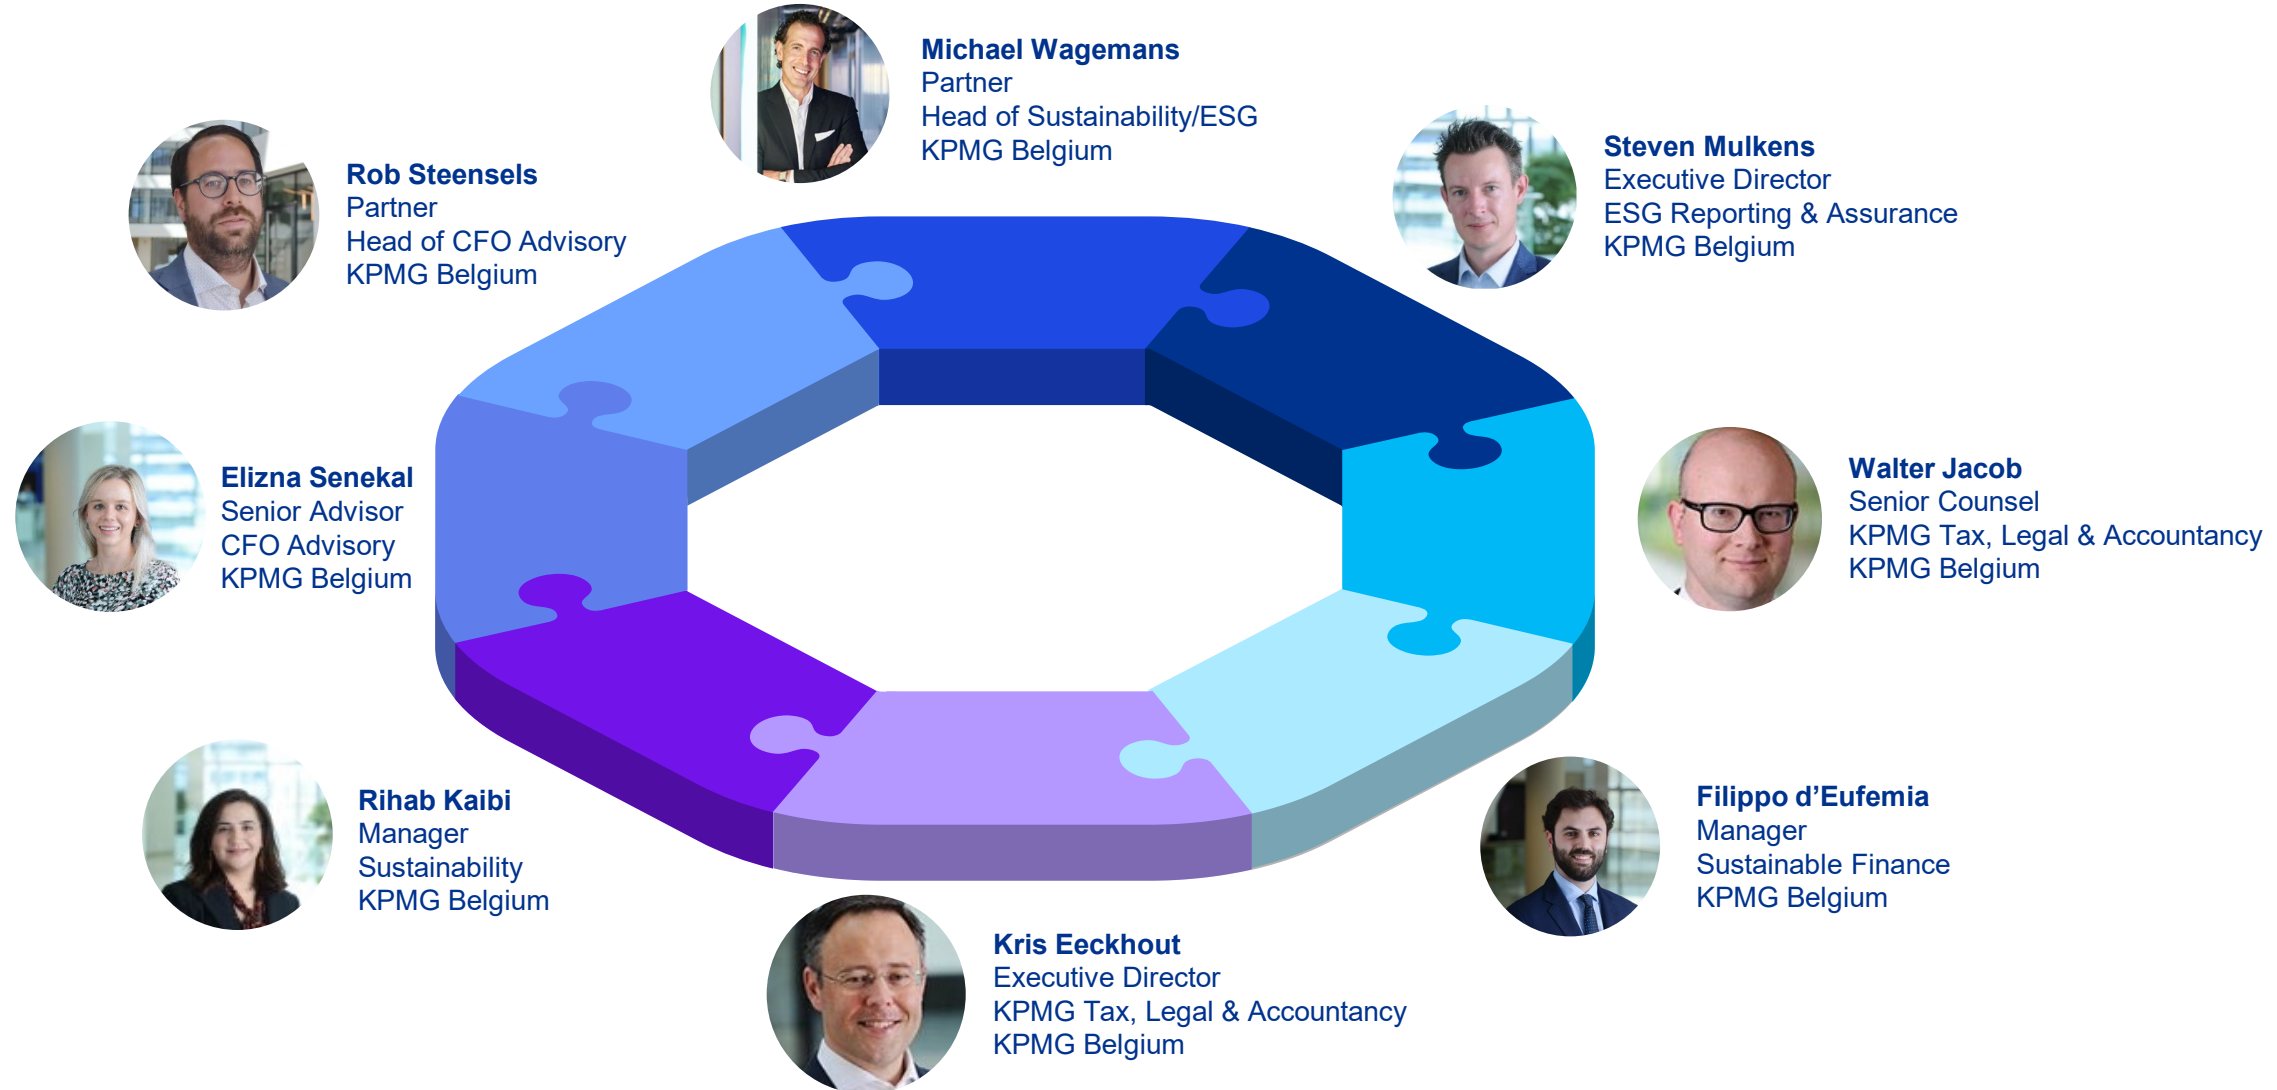 Michael Wagemans
Partner
Head of Sustainability/ESG
KPMG Belgium
Steven Mulkens
Executive Director
ESG Reporting & Assurance
KPMG Belgium
Rob Steensels
Partner
Head of CFO Advisory
KPMG Belgium
Walter Jacob
Senior Counsel
KPMG Tax, Legal & Accountancy
KPMG Belgium
Elizna Senekal
Senior Advisor
CFO Advisory
KPMG Belgium
Filippo d’Eufemia
Manager
Sustainable Finance
KPMG Belgium
Rihab Kaibi
Manager
Sustainability
KPMG Belgium
Kris Eeckhout
Executive Director
KPMG Tax, Legal & Accountancy
KPMG Belgium